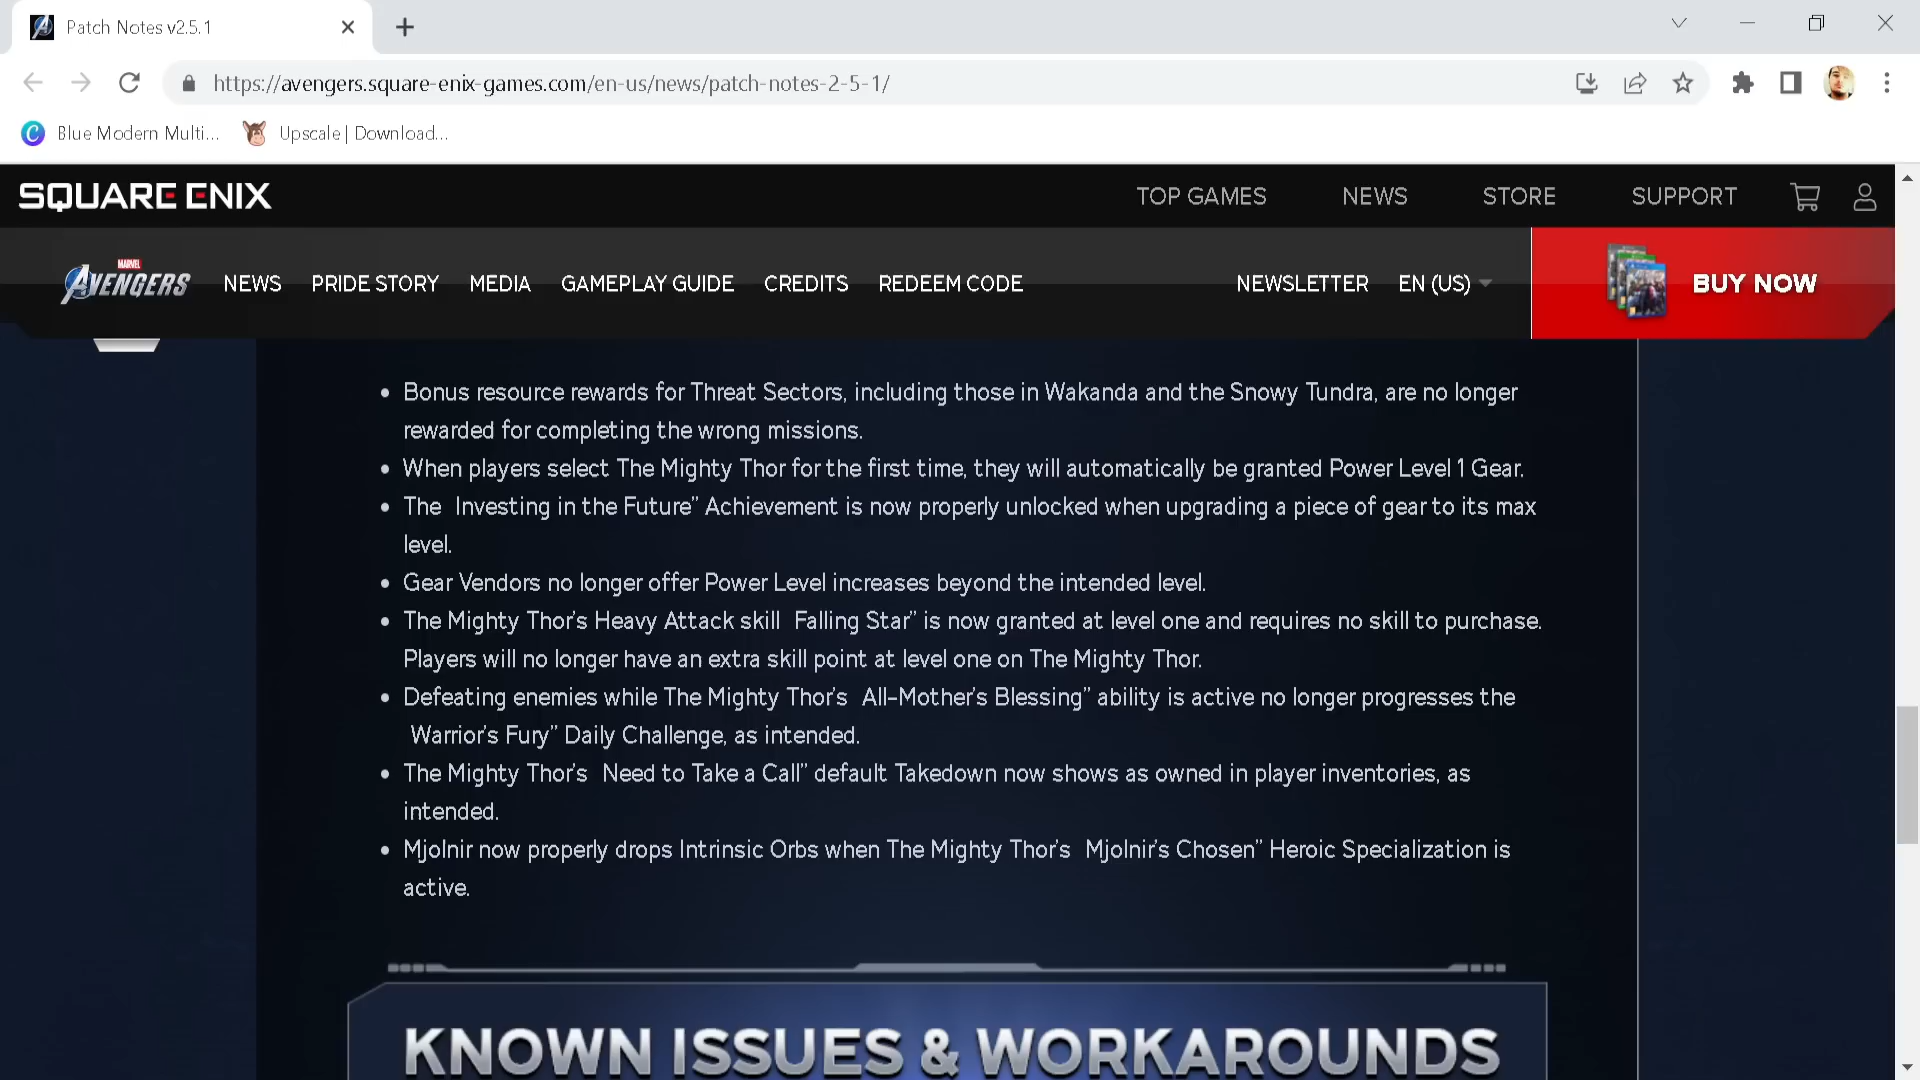 Patch Notes v2.5.1
https://avengers.square-enix-games.com/en-us/news/patch-notes-2-5-1/
Blue Modern Multi... Upscale | Download...
SQUARE ENIX TOP GAMES NEWS STORE SUPPORT
MARVEL
AVENGERS NEWS PRIDE STORY MEDIA GAMEPLAY GUIDE CREDITS REDEEM CODE NEWSLETTER EN (US) BUY NOW
• Bonus resource rewards for Threat Sectors, including those in Wakanda and the Snowy Tundra, are no longer
rewarded for completing the wrong missions.
• When players select The Mighty Thor for the first time, they will automatically be granted Power Level 1 Gear.
• The Investing in the Future” Achievement is now properly unlocked when upgrading a piece of gear to its max
level.
• Gear Vendors no longer offer Power Level increases beyond the intended level.
• The Mighty Thor’s Heavy Attack skill Falling Star” is now granted at level one and requires no skill to purchase.
Players will no longer have an extra skill point at level one on The Mighty Thor.
• Defeating enemies while The Mighty Thor’s All-Mother’s Blessing” ability is active no longer progresses the
Warrior’s Fury” Daily Challenge, as intended.
• The Mighty Thor’s Need to Take a Call” default Takedown now shows as owned in player inventories, as
intended.
• Mjolnir now properly drops Intrinsic Orbs when The Mighty Thor’s Mjolnir’s Chosen” Heroic Specialization is
active.
KNOWN ISSUES & WORKAROUNDS